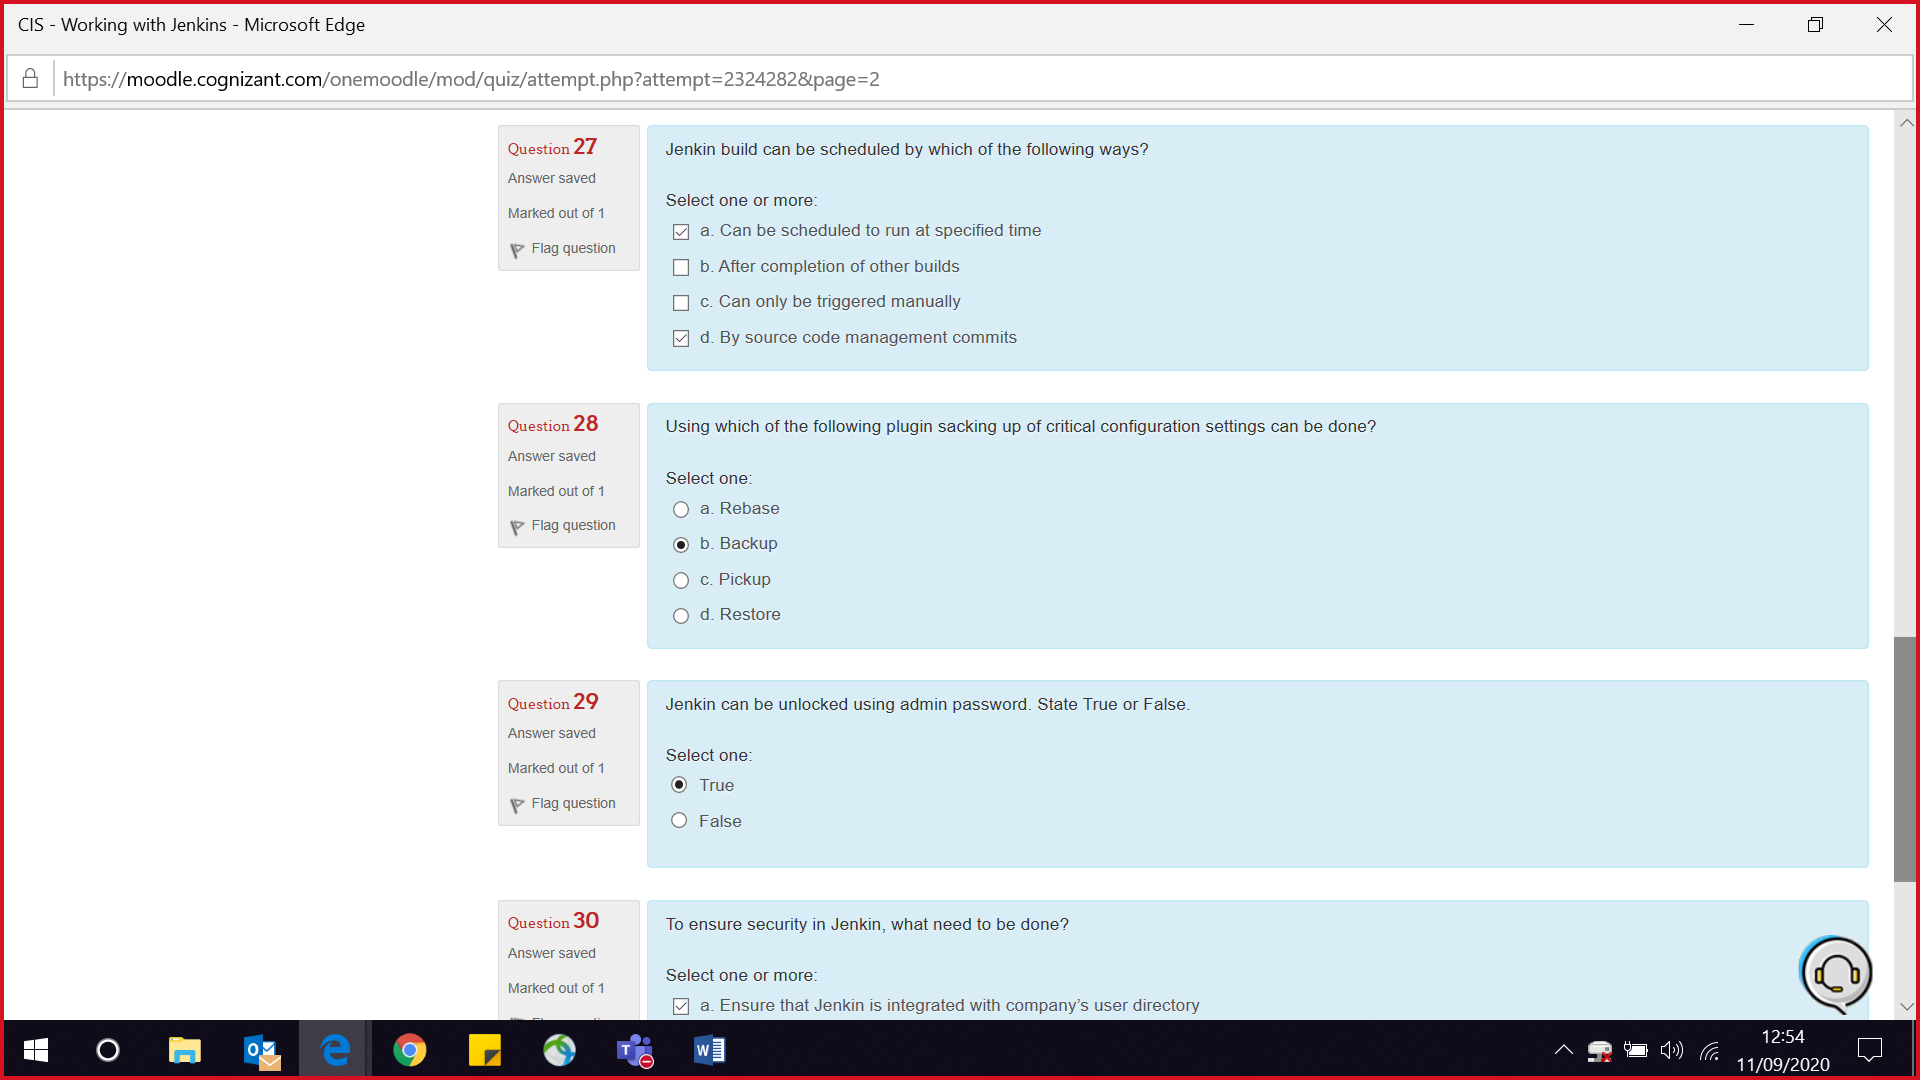 CIS - Working with Jenkins - Microsoft Edge
https://moodle.cognizant.com/onemoodle/mod/quiz/attempt.php?attempt=2324282&page=2
Question 27
Answer saved
Marked out of 1
Flag question
Jenkin build can be scheduled by which of the following ways?
Select one or more:
a. Can be scheduled to run at specified time
b. After completion of other builds
c. Can only be triggered manually
d. By source code management commits
Question 28
Answer saved
Marked out of 1
Flag question
Using which of the following plugin sacking up of critical configuration settings can be done?
Select one:
a. Rebase
b. Backup
c. Pickup
d. Restore
Question 29
Answer saved
Marked out of 1
Flag question
Jenkin can be unlocked using admin password. State True or False.
Select one:
True
False
Question 30
Answer saved
Marked out of 1
To ensure security in Jenkin, what need to be done?
Select one or more:
a. Ensure that Jenkin is integrated with company's user directory
12:54
11/09/2020